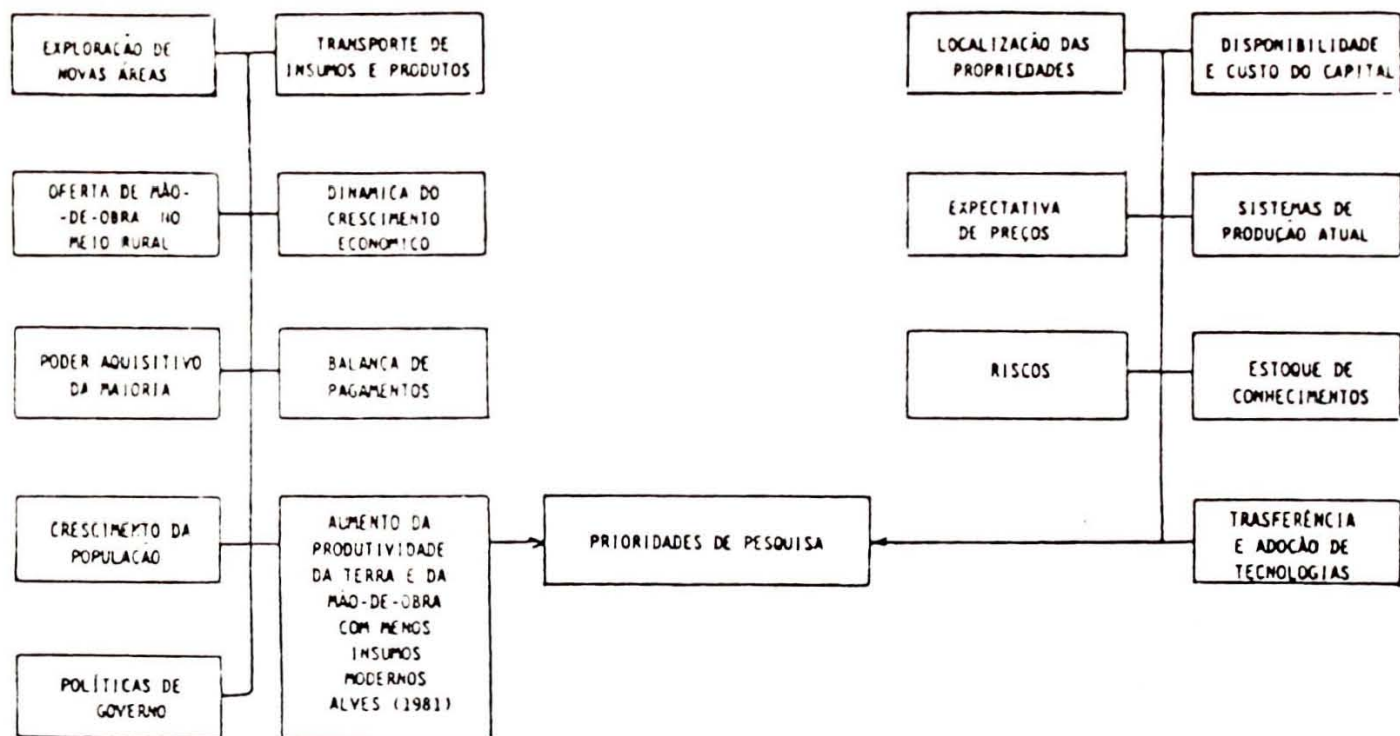 EXPLORAÇÃO DE
NOVAS ÁREAS
TRANSPORTE DE
INSUMOS E PRODUTOS
LOCALIZAÇÃO DAS
PROPRIEDADES
DISPONIBILIDADE
E CUSTO DO CAPITAL
OFERTA DE MÃO-
-DE-OBRA NO
MEIO RURAL
DINAMICA DO
CRESCIMENTO
ECONOMICO
EXPECTATIVA
DE PREÇOS
SISTEMAS DE
PRODUÇÃO ATUAL
PODER AQUISITIVO
DA MAIORIA
BALANÇA DE
PAGAMENTOS
RISCOS
ESTOQUE DE
CONHECIMENTOS
CRESCIMENTO DA
POPULAÇÃO
AUMENTO DA
PRODUTIVIDADE
DA TERRA E DA
MÃO-DE-OBRA
COM MENOS
INSUMOS
MODERNOS
ALVES (1981)
PRIORIDADES DE PESQUISA
TRASFERÊNCIA
E ADOCÃO DE
TECNOLOGIAS
POLÍTICAS DE
GOVERNO